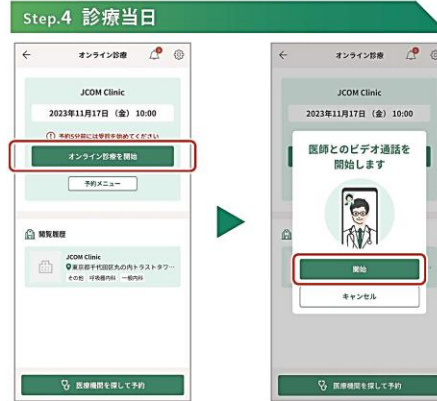 Step.4 診療当日
オンライン診療
JCOM Clinic
2023年11月17日（金）10:00
予約5分前には受付を始めてください
オンライン診療を開始
予約メニュー
閲覧履歴
JCOM Clinic
東京都千代田区丸の内トラストタワ…
その他 呼吸器内科 一般内科
医療機関を探して予約
オンライン診療
JCOM Clinic
2023年11月17日（金）10:00
医師とのビデオ通話を
開始します
開始
キャンセル
医療機関を探して予約